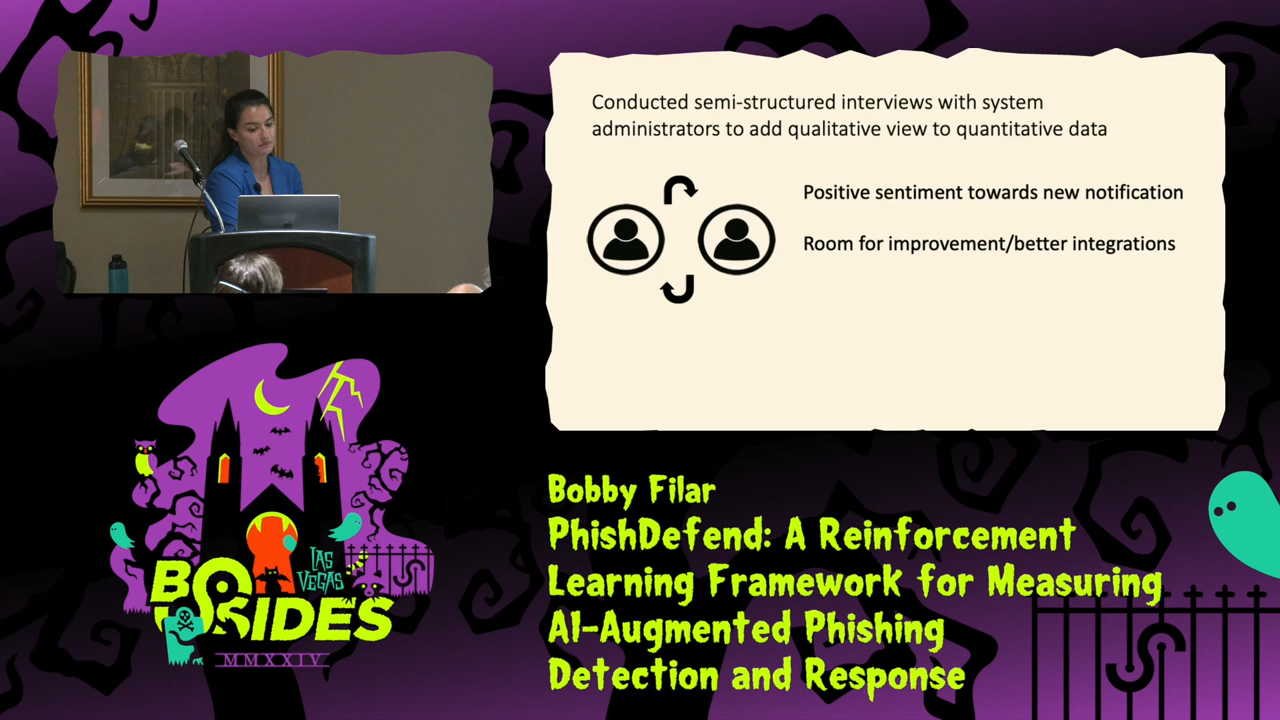 Conducted semi-structured interviews with system
administrators to add qualitative view to quantitative data
Positive sentiment towards new notification
Room for improvement/better integrations
LAS
VEGAS
BSIDES
MMXXIV
Bobby Filar
PhishDefend: A Reinforcement
Learning Framework for Measuring
AI-Augmented Phishing
Detection and Response